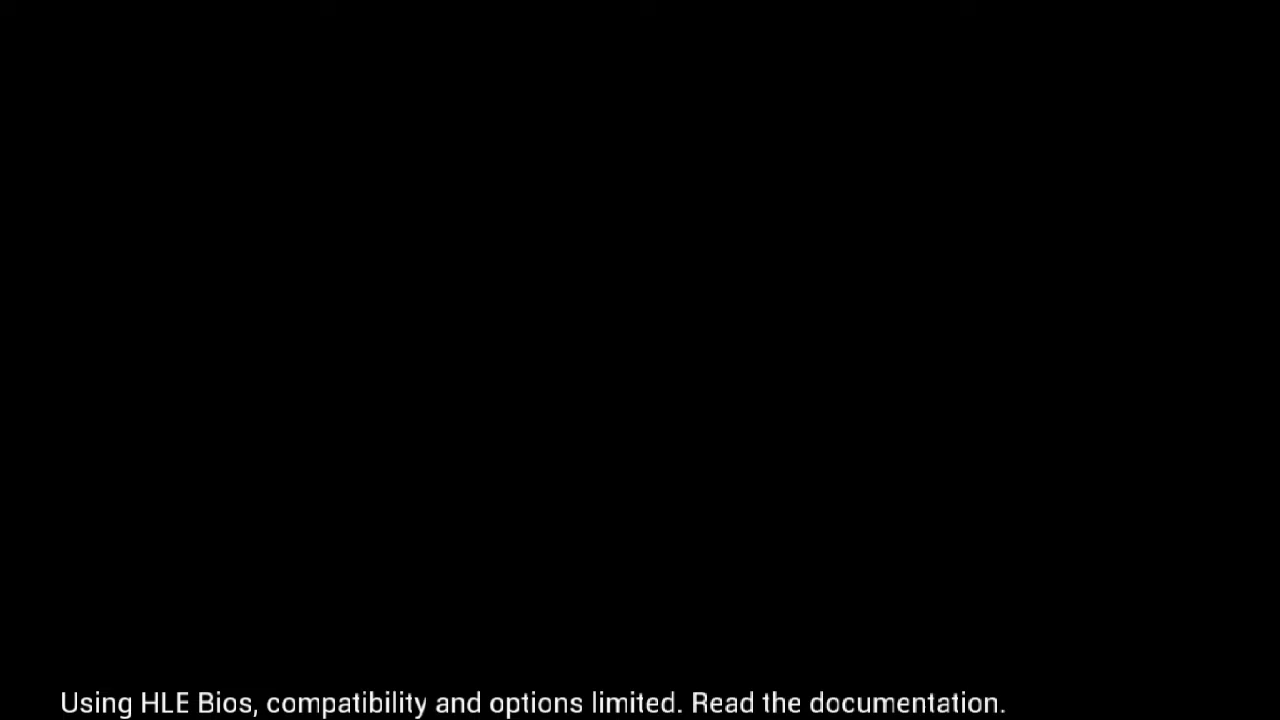 Using HLE Bios, compatibility and options limited. Read the documentation.